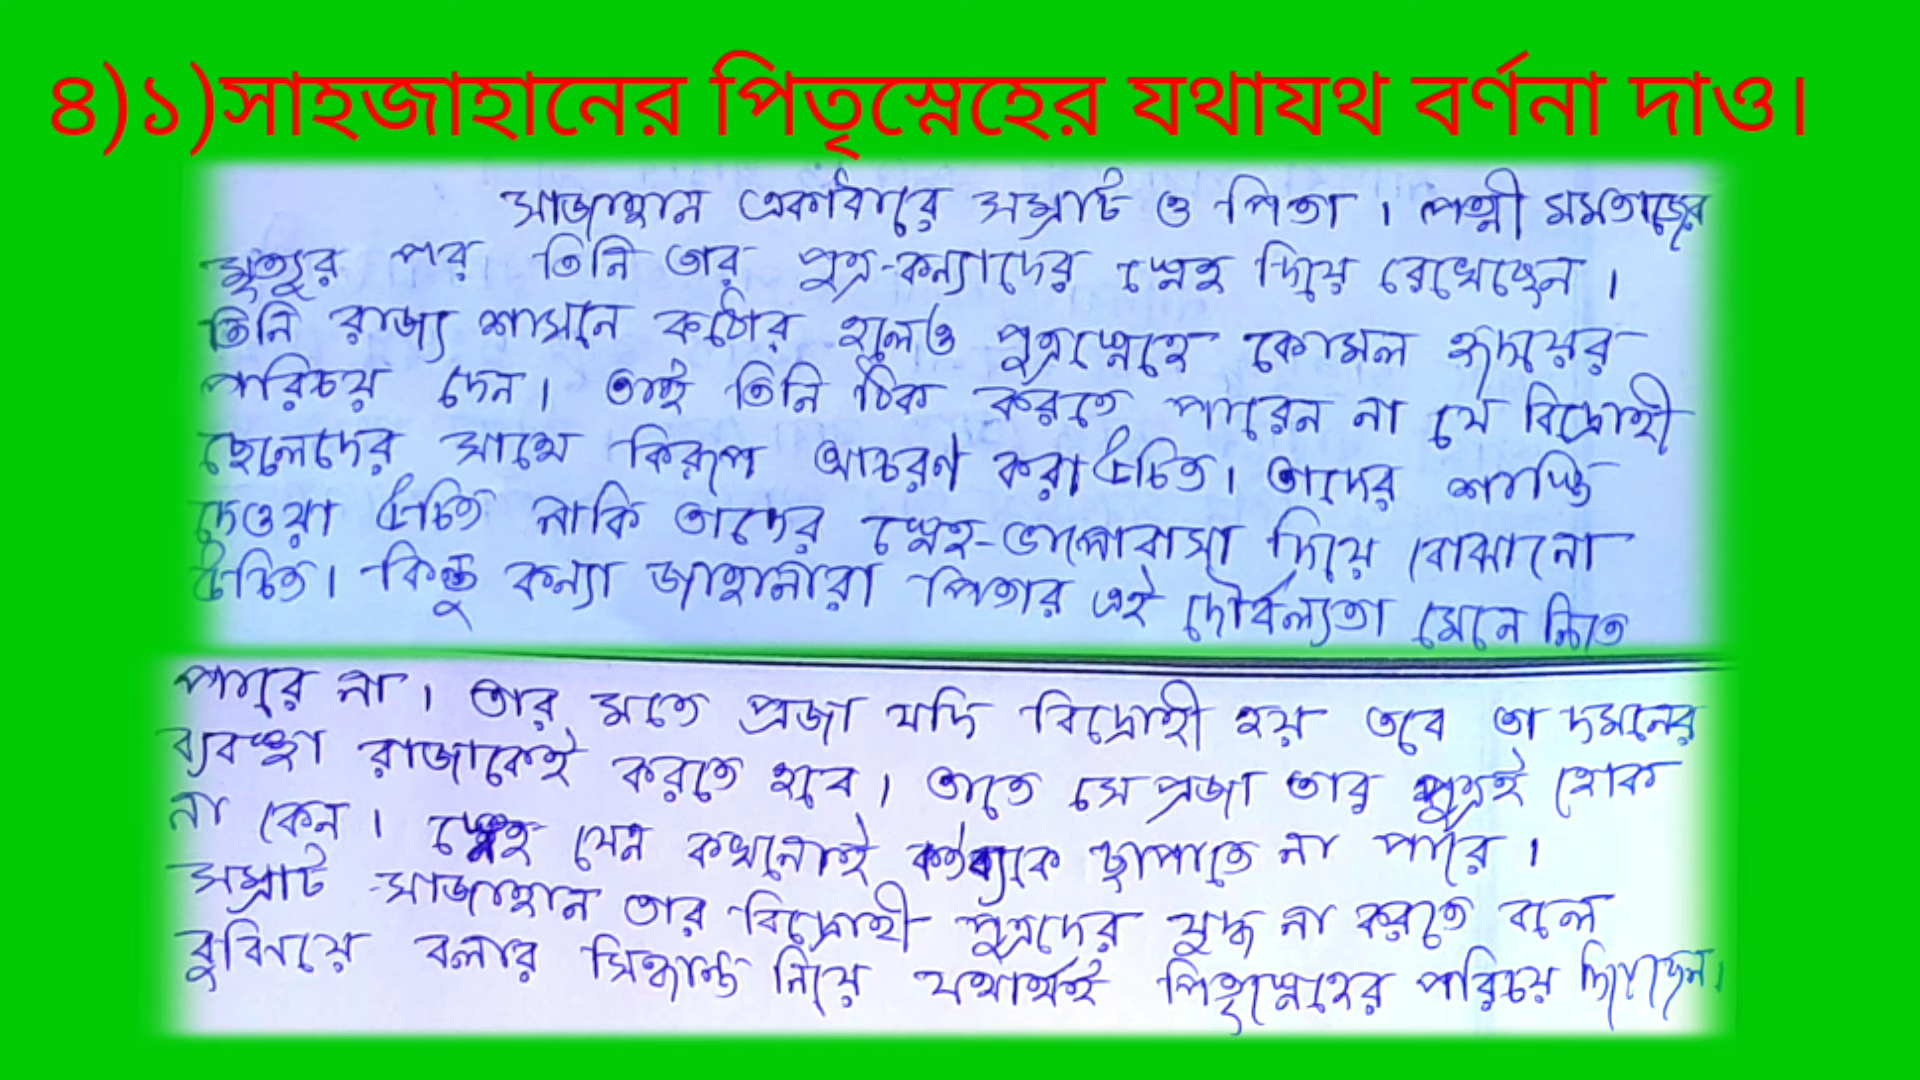 ৪)১)সাহজাহানের পিতৃস্নেহের যথাযথ বর্ণনা দাও।
সাজাহান একাধারে সম্রাট ও পিতা। পত্নী মমতাজের
মৃত্যুর পর তিনি তার পুত্র-কন্যাদের স্নেহ দিয়ে রেখেছেন।
তিনি রাজ্য শাসনে কঠোর হলেও পুত্রস্নেহে কোমল হৃদয়ের
পরিচয় দেন। তাই তিনি ঠিক করতে পারেন না যে বিদ্রোহী
ছেলেদের সাথে কিরূপ আচরণ করা উচিত। তাদের শাস্তি
দেওয়া উচিত নাকি তাদের স্নেহ-ভালোবাসা দিয়ে বোঝানো
উচিত। কিন্তু কন্যা জাহানারা পিতার এই দৌর্বল্যতা মেনে নিতে
পারে না। তার মতে প্রজা যদি বিদ্রোহী হয় তবে তা দমনের
ব্যবস্থা রাজাকেই করতে হবে। তাতে সে প্রজা তার পুত্রই হোক
না কেন। স্নেহ যেন কখনোই কর্তব্যকে ছাপাতে না পারে।
সম্রাট সাজাহান তার বিদ্রোহী পুত্রদের যুদ্ধ না করতে বলে
বুঝিয়ে বলার সিদ্ধান্ত নিয়ে যথার্থই পিতৃস্নেহের পরিচয় দিয়েছেন।